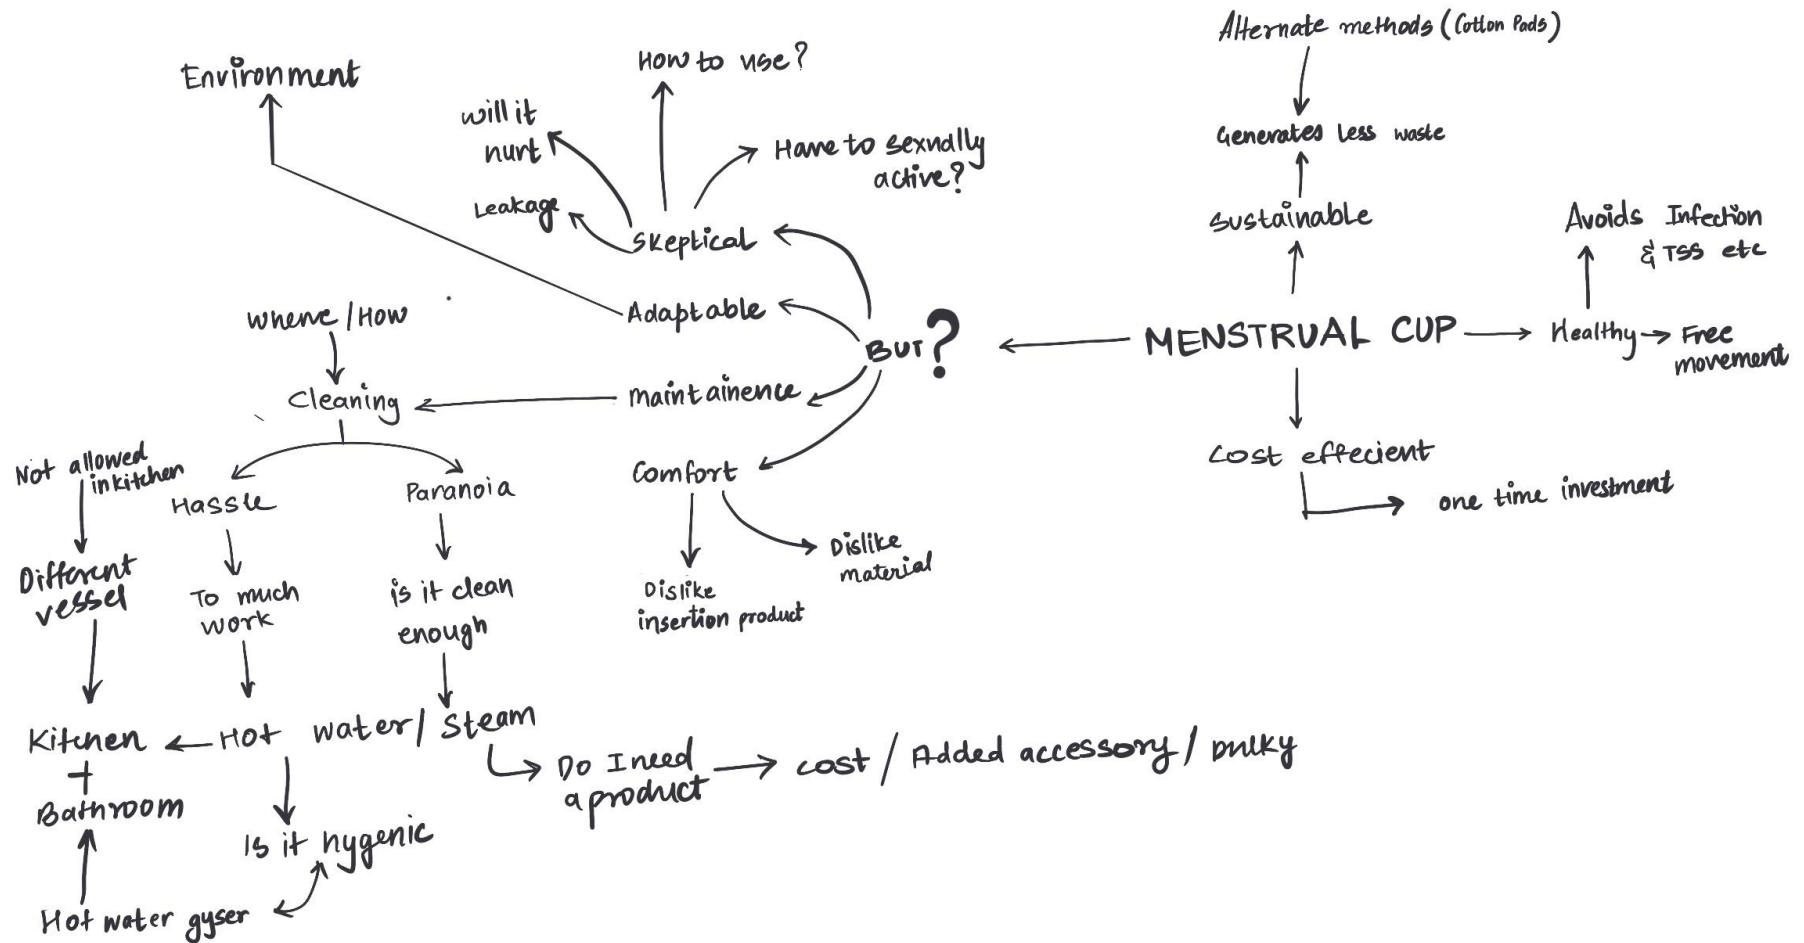 Alternate methods (Cotton Pads)
Environment
How to use?
will it
hurt
Generates less waste
Have to sexually
active?
Leakage
Sustainable
Avoids Infection
& TSS etc
Skeptical
Adaptable
Where / How
BUT?
MENSTRUAL CUP
Healthy
Free
movement
maintainence
Cleaning
Cost effecient
one time investment
Not allowed
in kitchen
Hassle
Paranoia
Comfort
Dislike
material
Different
vessel
To much
work
is it clean
enough
Dislike
insertion product
Kitchen
Hot water / Steam
+
Bathroom
Do I need
a product
cost / Added accessory / bulky
Is it hygenic
Hot water gyser